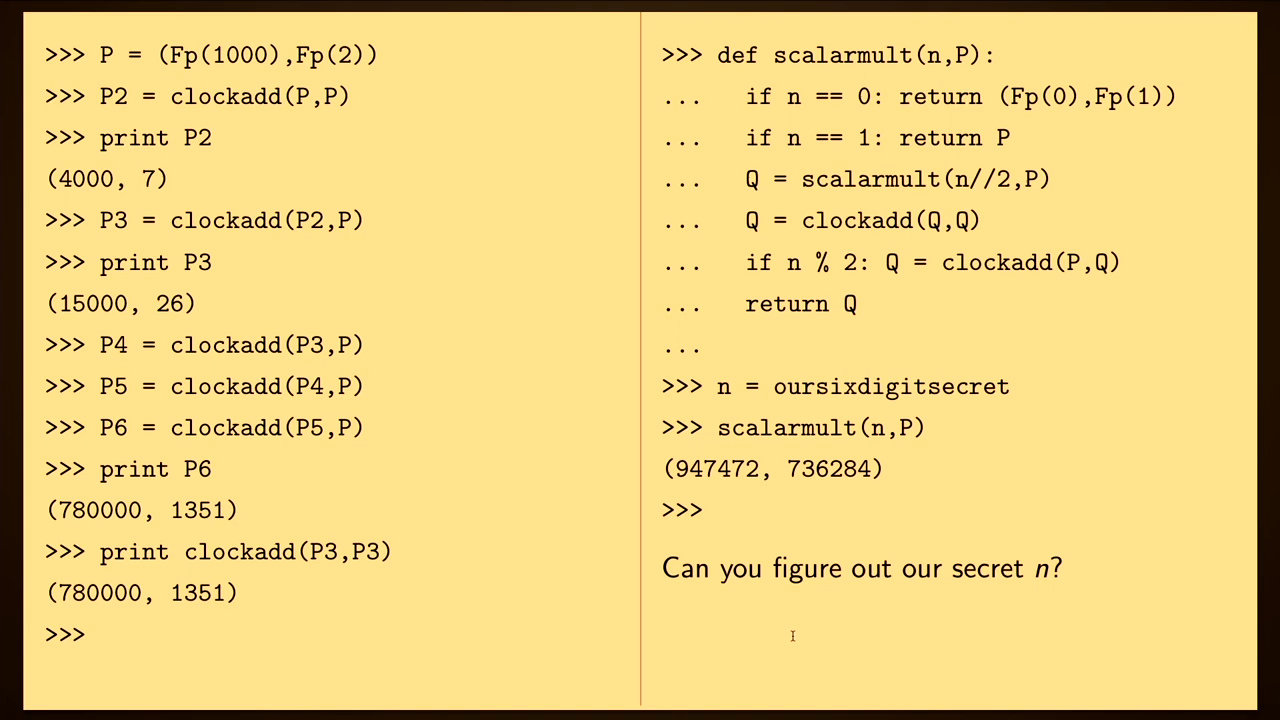 >>> P = (Fp(1000),Fp(2))
>>> P2 = clockadd(P,P)
>>> print P2
(4000, 7)
>>> P3 = clockadd(P2,P)
>>> print P3
(15000, 26)
>>> P4 = clockadd(P3,P)
>>> P5 = clockadd(P4,P)
>>> P6 = clockadd(P5,P)
>>> print P6
(780000, 1351)
>>> print clockadd(P3,P3)
(780000, 1351)
>>>
>>> def scalarmult(n,P):
...   if n == 0: return (Fp(0),Fp(1))
...   if n == 1: return P
...   Q = scalarmult(n//2,P)
...   Q = clockadd(Q,Q)
...   if n % 2: Q = clockadd(P,Q)
...   return Q
...
>>> n = oursixdigitsecret
>>> scalarmult(n,P)
(947472, 736284)
>>>
Can you figure out our secret n?